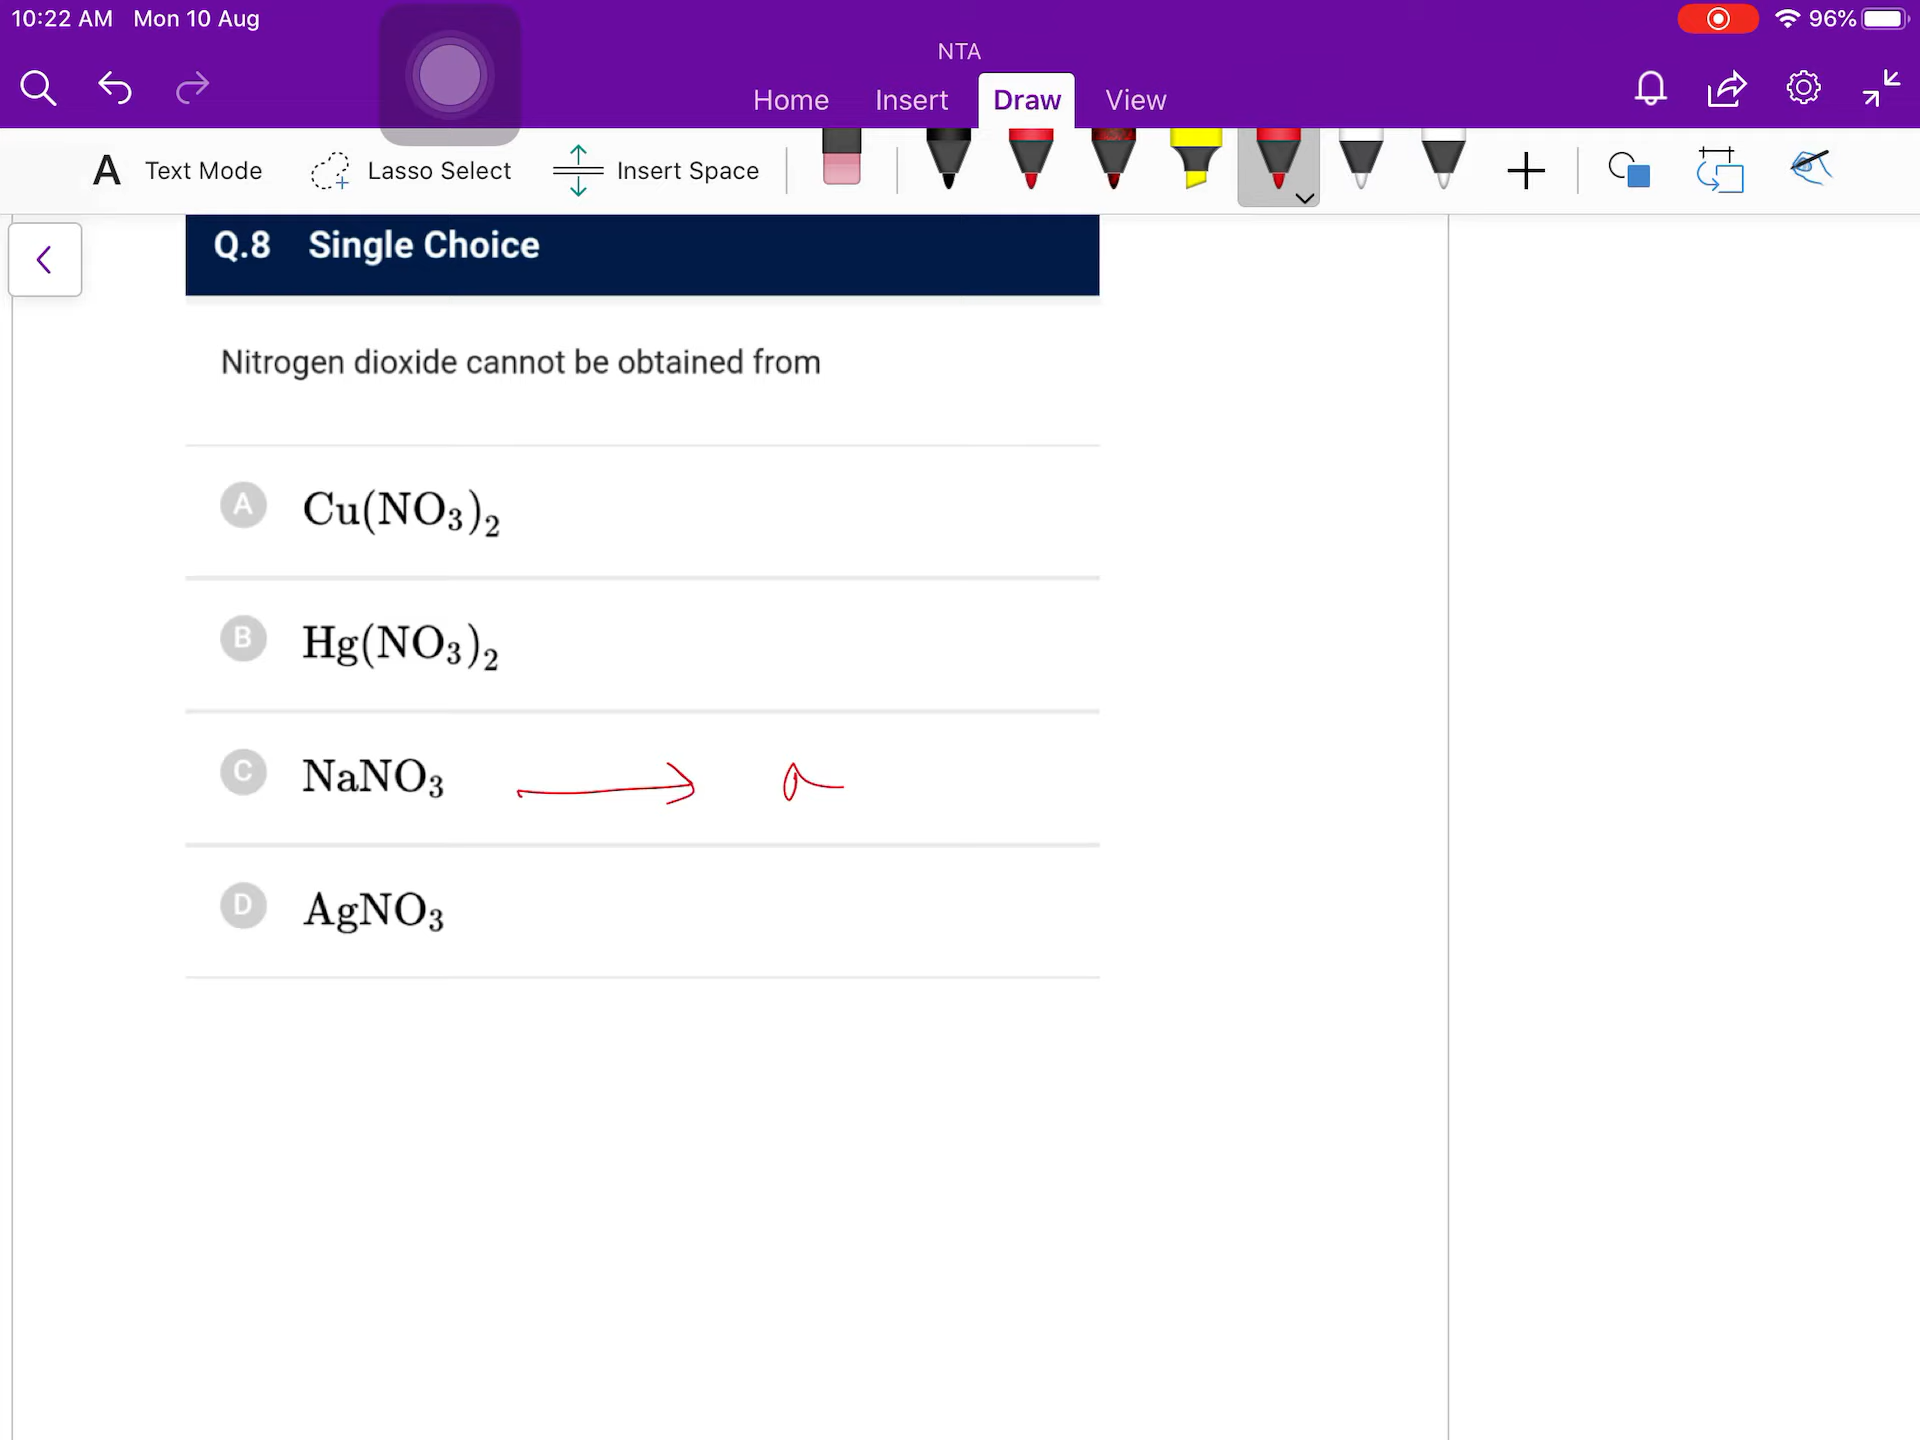 10:22 AM Mon 10 Aug
96%
NTA
Home Insert Draw View
A Text Mode Lasso Select Insert Space
Q.8 Single Choice
Nitrogen dioxide cannot be obtained from
A Cu(NO₃)₂
B Hg(NO₃)₂
C NaNO₃ →
D AgNO₃